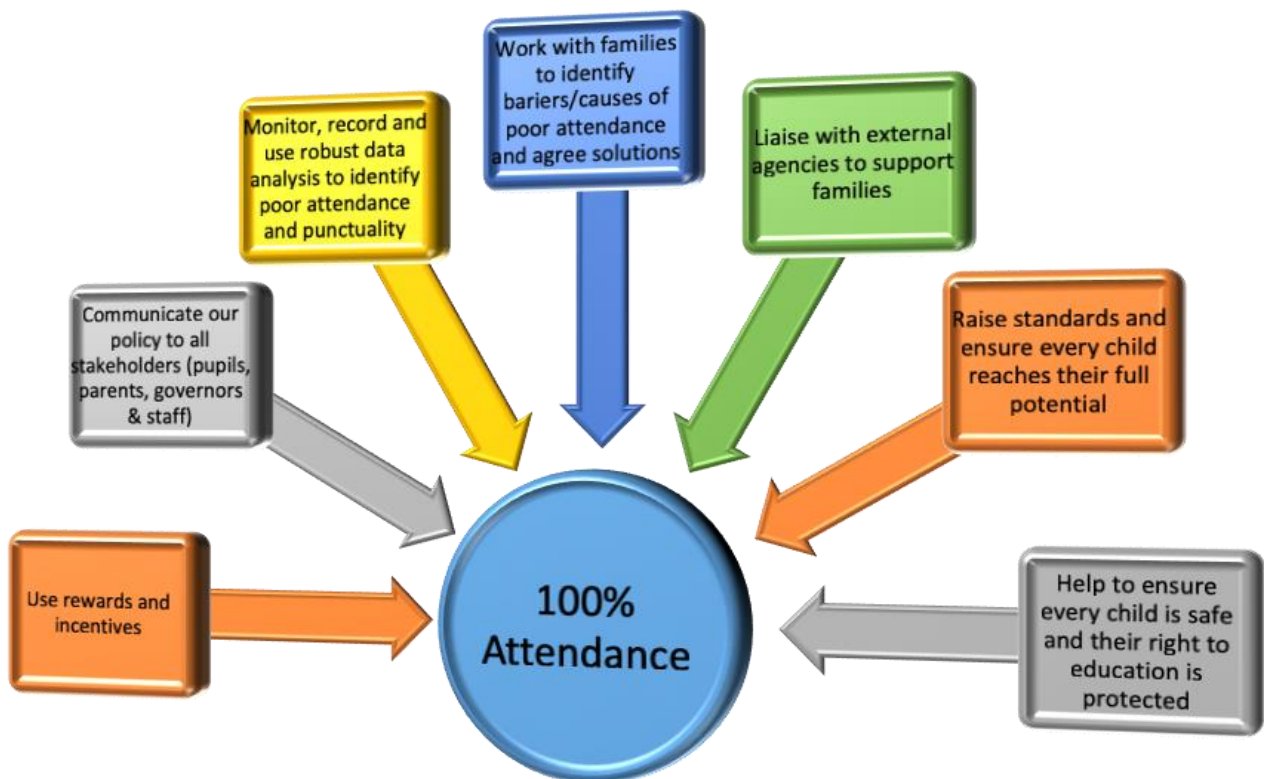 Work with families
to identify
bariers/causes of
poor attendance
and agree solutions
Monitor, record and
use robust data
analysis to identify
poor attendance
and punctuality
Liaise with external
agencies to support
families
Communicate our
policy to all
stakeholders (pupils,
parents, governors
& staff)
Raise standards and
ensure every child
reaches their full
potential
Use rewards and
incentives
100%
Attendance
Help to ensure
every child is safe
and their right to
education is
protected